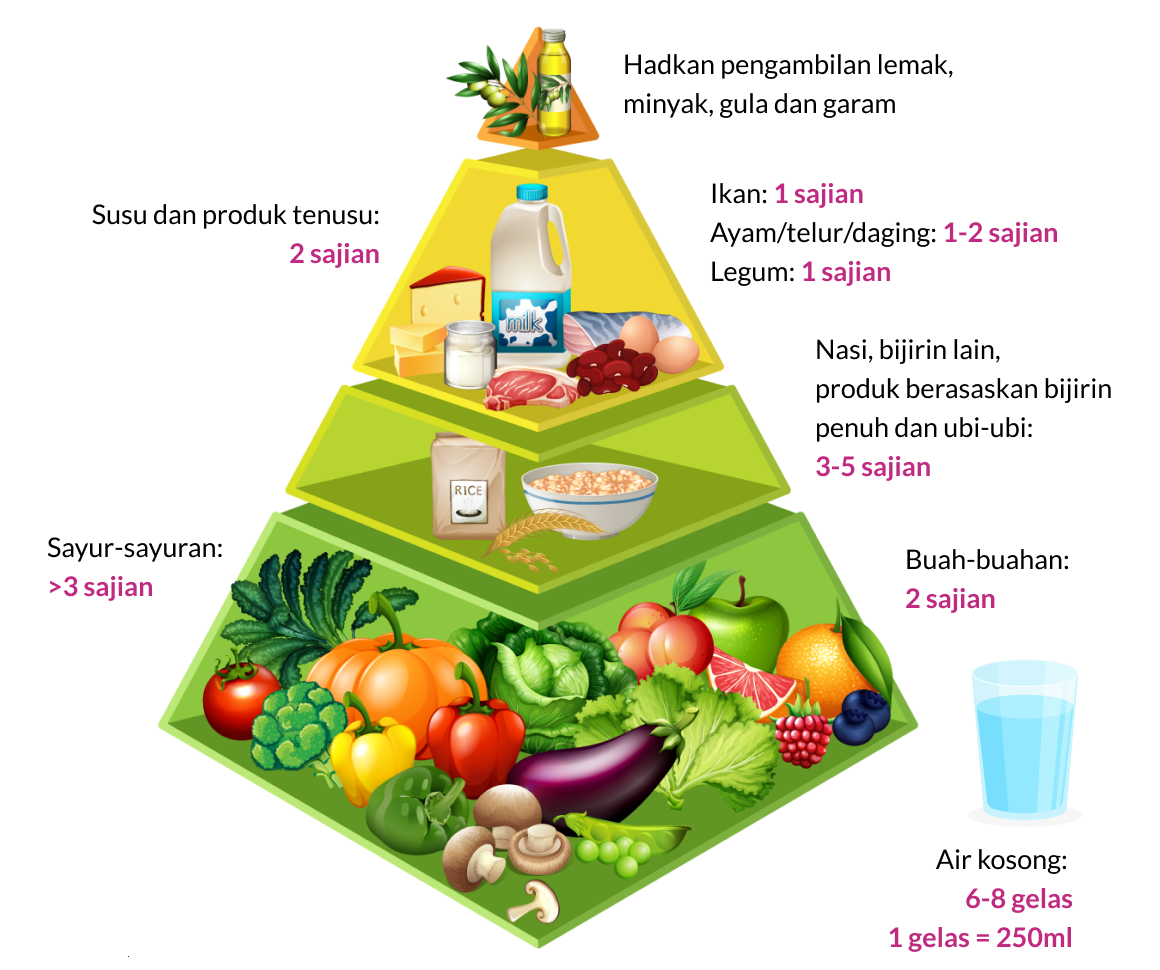 Hadkan pengambilan lemak,
minyak, gula dan garam
Susu dan produk tenusu:
2 sajian
Ikan: 1 sajian
Ayam/telur/daging: 1-2 sajian
Legum: 1 sajian
milk
Nasi, bijirin lain,
produk berasaskan bijirin
penuh dan ubi-ubi:
3-5 sajian
RICE
Sayur-sayuran:
>3 sajian
Buah-buahan:
2 sajian
Air kosong:
6-8 gelas
1 gelas = 250ml